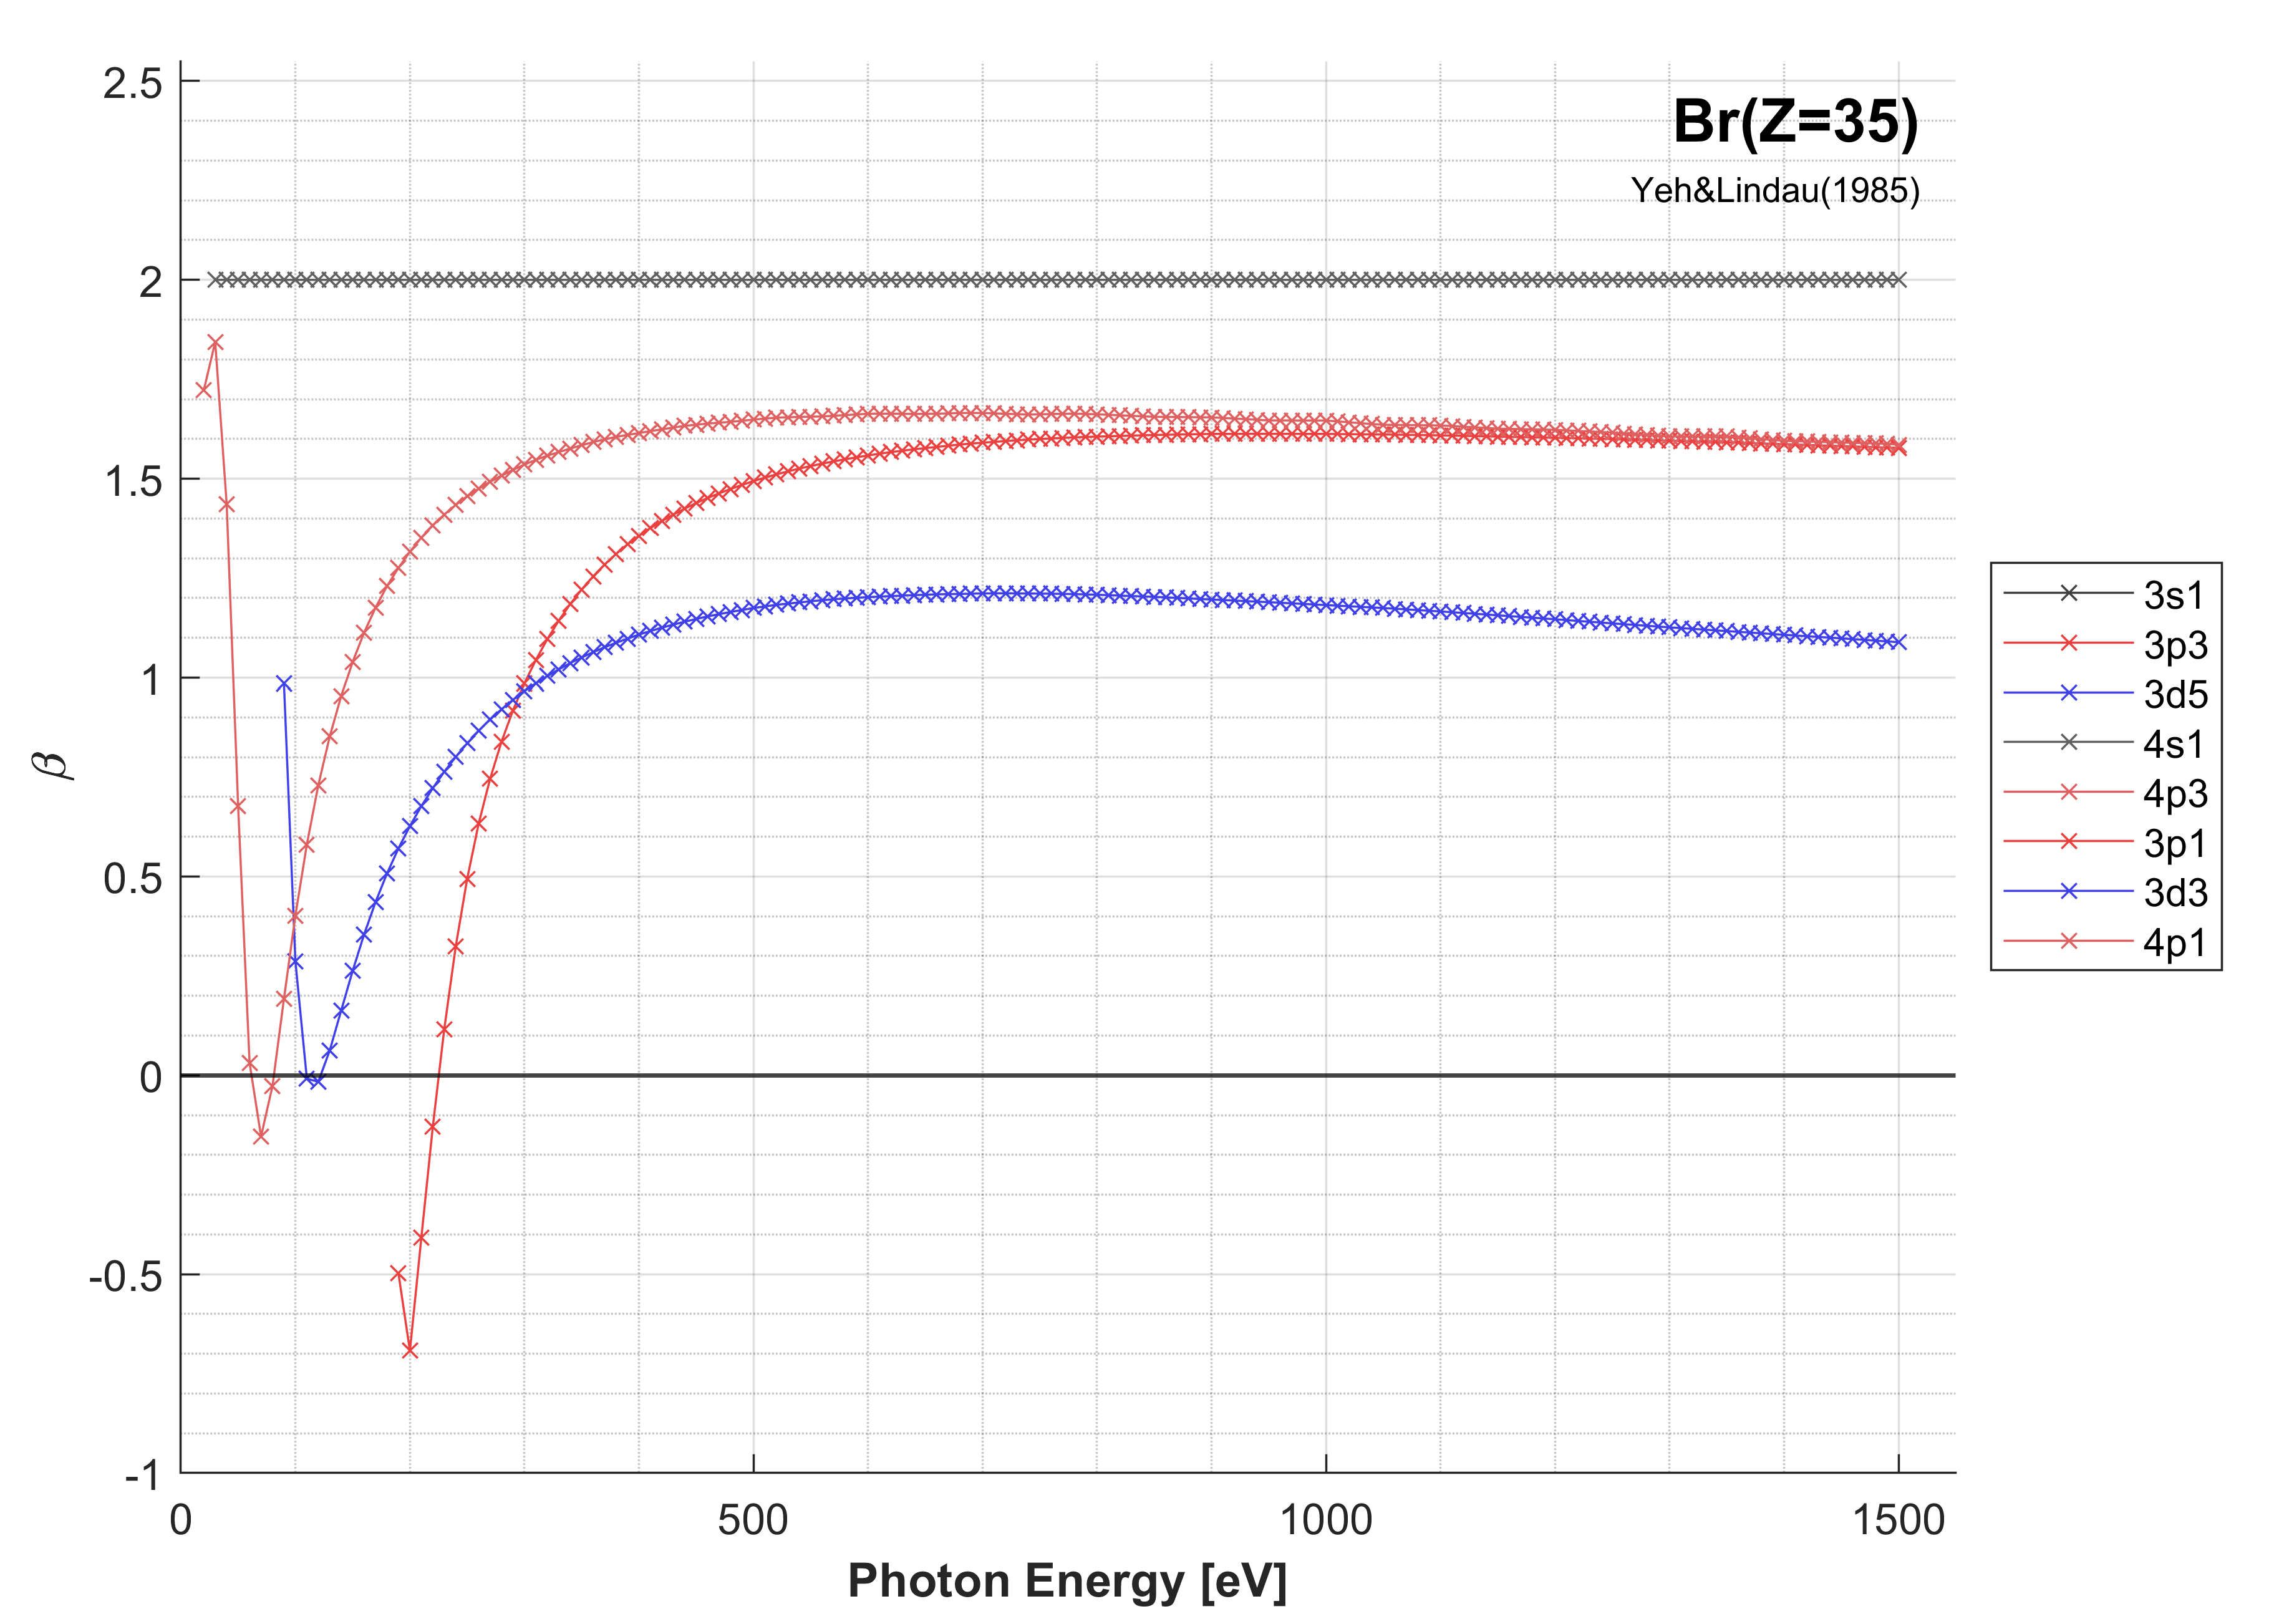 Br(Z=35)
Yeh&Lindau(1985)
2.5
2
1.5
1
0.5
0
-0.5
-1
β
0
500
1000
1500
Photon Energy [eV]
3s1
3p3
3d5
4s1
4p3
3p1
3d3
4p1